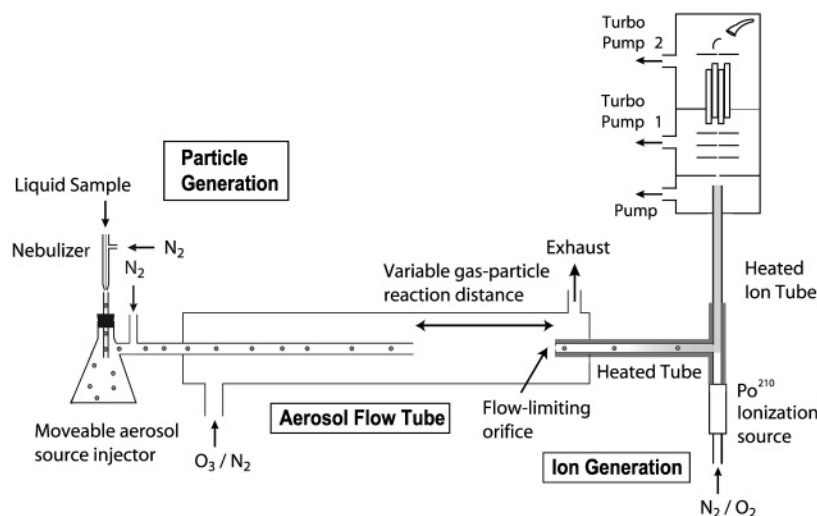 Turbo
Pump 2
Turbo
Pump 1
Pump
Particle
Generation
Liquid Sample
Nebulizer
N₂
N₂
Exhaust
Variable gas-particle
reaction distance
Heated
Ion Tube
Heated Tube
Po²¹⁰
Ionization
source
Aerosol Flow Tube
Flow-limiting
orifice
Moveable aerosol
source injector
O₃ / N₂
Ion Generation
N₂ / O₂